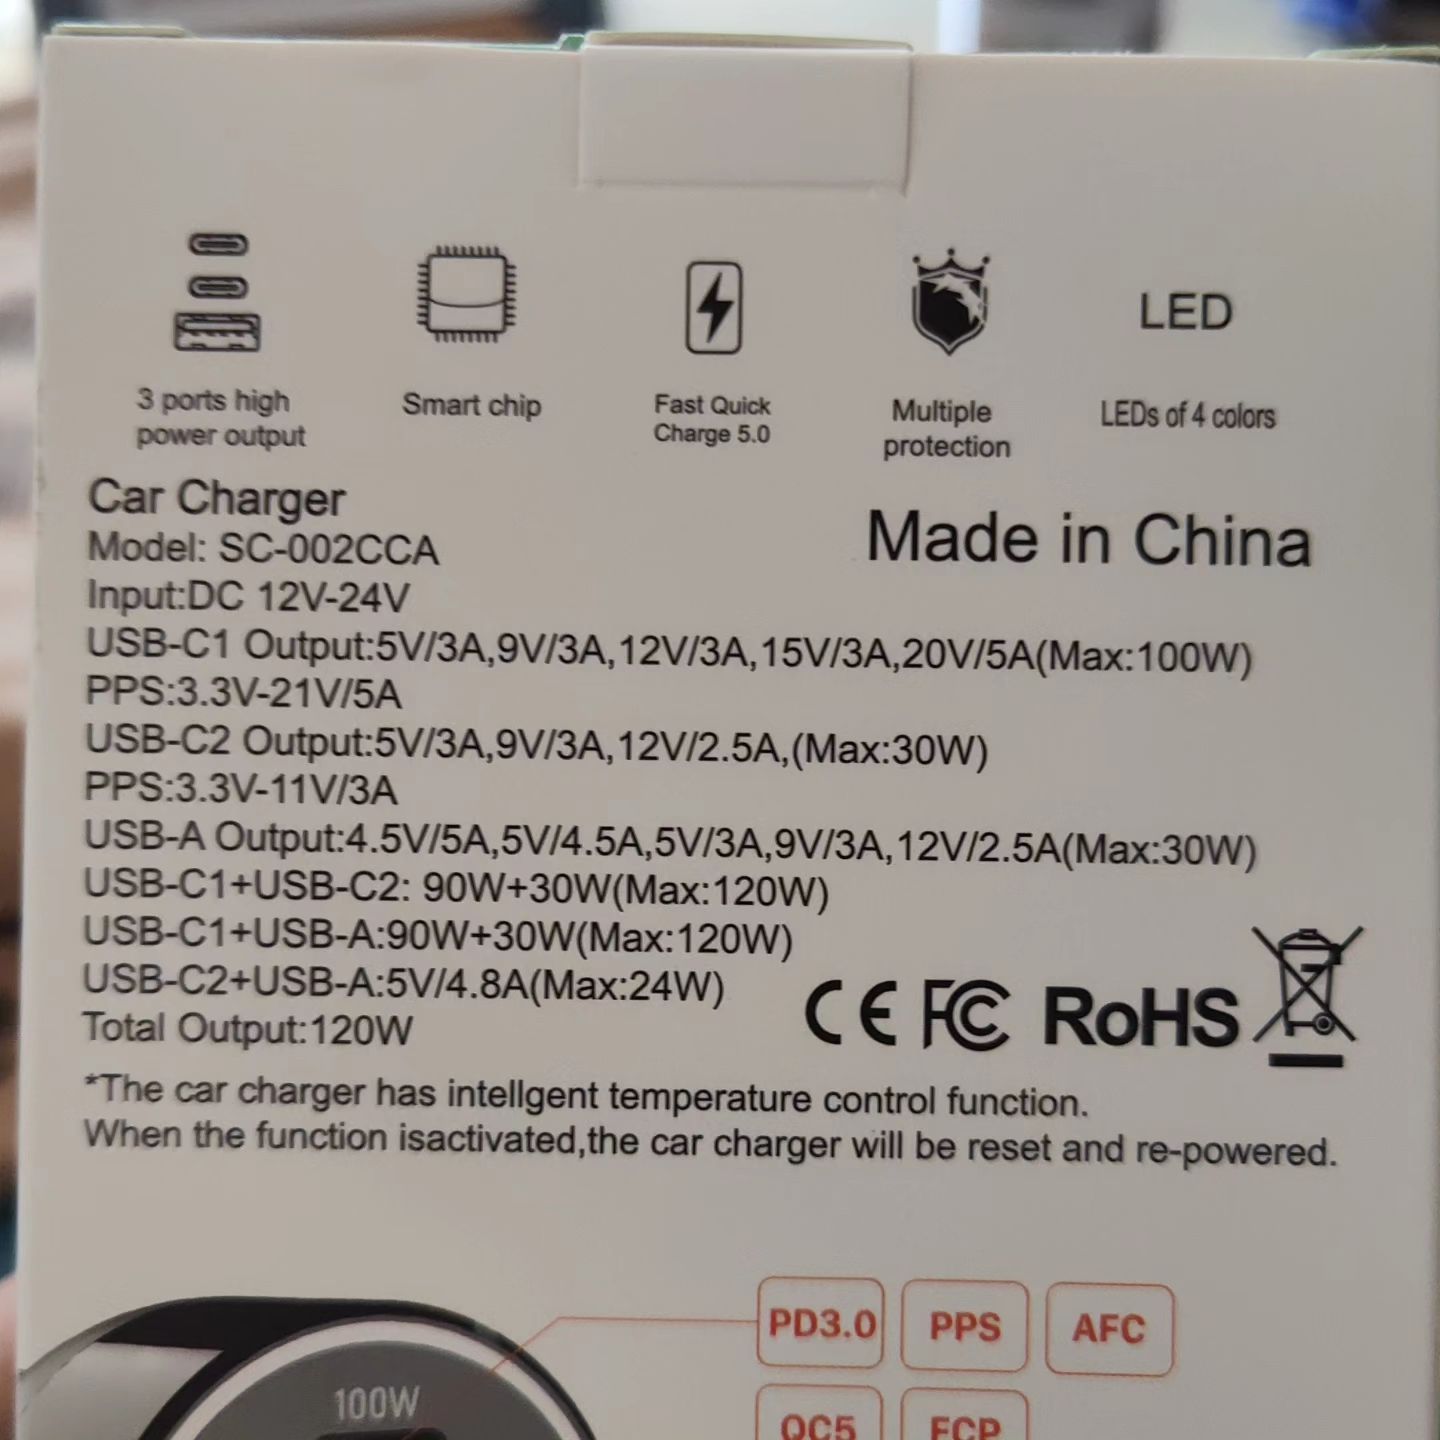 3 ports high
power output
Smart chip
Fast Quick
Charge 5.0
Multiple
protection
LED
LEDs of 4 colors
Car Charger
Model: SC-002CCA
Made in China
Input:DC 12V-24V
USB-C1 Output:5V/3A,9V/3A,12V/3A,15V/3A,20V/5A(Max:100W)
PPS:3.3V-21V/5A
USB-C2 Output:5V/3A,9V/3A,12V/2.5A,(Max:30W)
PPS:3.3V-11V/3A
USB-A Output:4.5V/5A,5V/4.5A,5V/3A,9V/3A,12V/2.5A(Max:30W)
USB-C1+USB-C2: 90W+30W(Max:120W)
USB-C1+USB-A:90W+30W(Max:120W)
USB-C2+USB-A:5V/4.8A(Max:24W)
Total Output:120W
CE FC RoHS
*The car charger has intellgent temperature control function.
When the function isactivated,the car charger will be reset and re-powered.
PD3.0 PPS AFC
100W
QC5 FCP